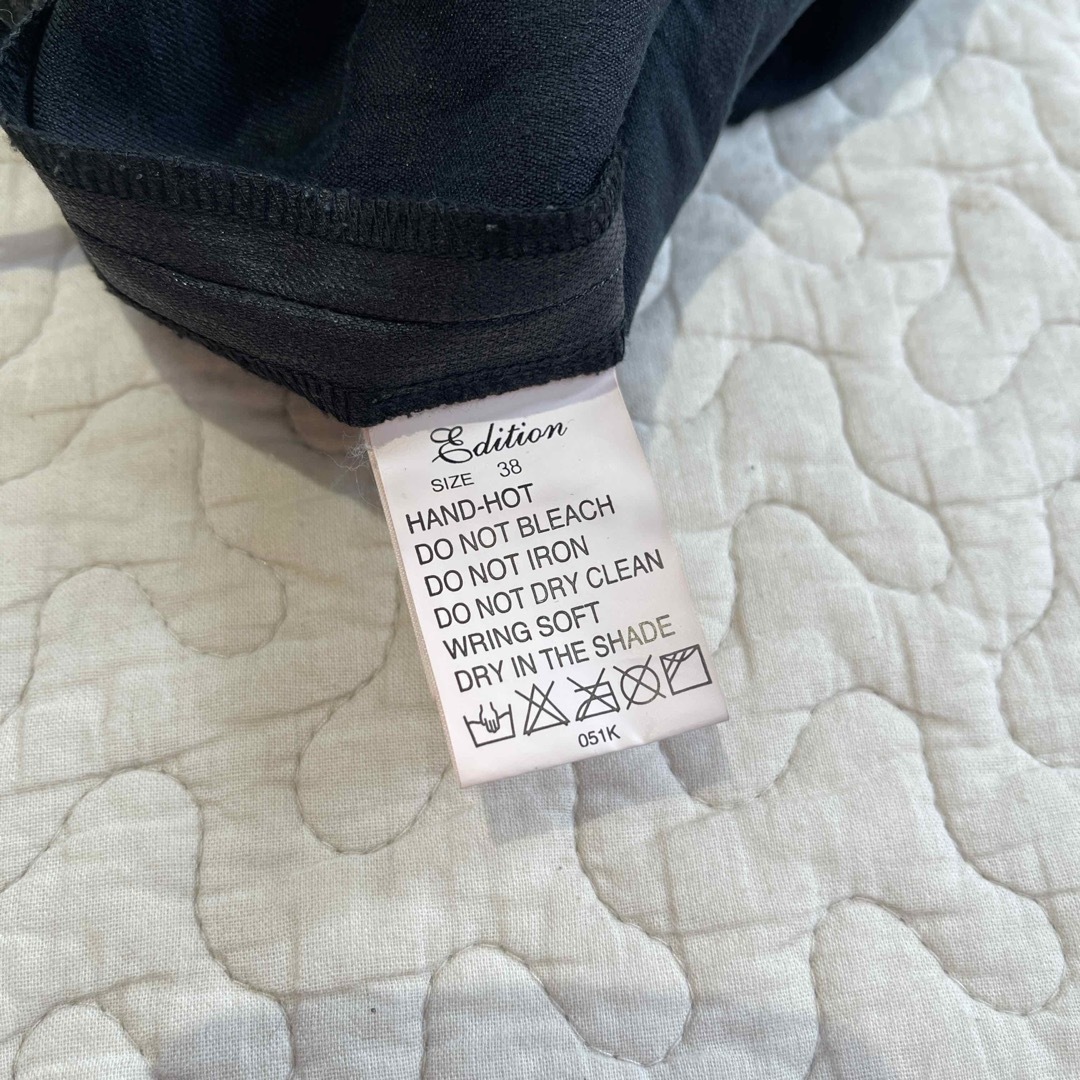 Edition
SIZE 38
HAND-HOT
DO NOT BLEACH
DO NOT IRON
DO NOT DRY CLEAN
WRING SOFT
DRY IN THE SHADE
051K